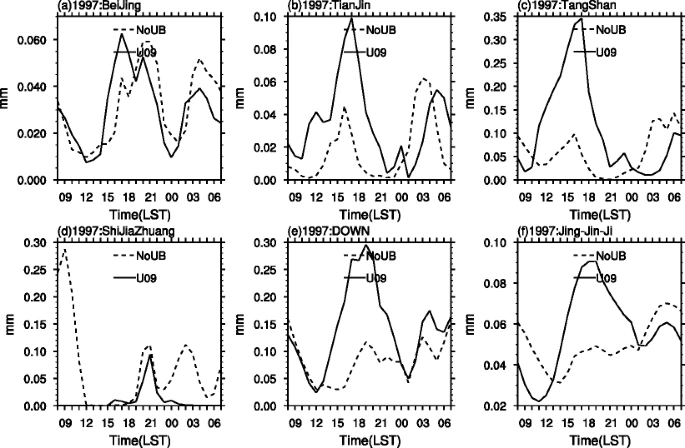 (a)1997:BeiJing
(b)1997:TianJin
(c)1997:TangShan
NoUB
U09
NoUB
U09
NoUB
U09
mm
0.060
0.040
0.020
0.000
0.10
0.08
0.06
0.04
0.02
0.00
0.35
0.30
0.25
0.20
0.15
0.10
0.05
0.00
09 12 15 18 21 00 03 06
09 12 15 18 21 00 03 06
09 12 15 18 21 00 03 06
Time(LST)
Time(LST)
Time(LST)
(d)1997:ShiJiaZhuang
(e)1997:DOWN
(f)1997:Jing-Jin-Ji
NoUB
U09
NoUB
U09
NoUB
U09
mm
0.30
0.25
0.20
0.15
0.10
0.05
0.00
mm
0.30
0.25
0.20
0.15
0.10
0.05
0.00
mm
0.10
0.08
0.06
0.04
0.02
09 12 15 18 21 00 03 06
09 12 15 18 21 00 03 06
09 12 15 18 21 00 03 06
Time(LST)
Time(LST)
Time(LST)